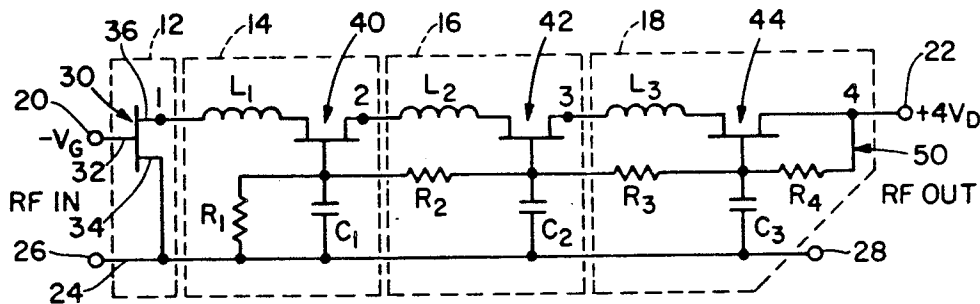 12 14 40 16 42 18 44 22
36 30 1 L1 2 L2 3 L3 4
20 +4VD
-VG
32 50
RF IN 34 R1 C1 R2 C2 R3 C3 R4 RF OUT
26 28
24